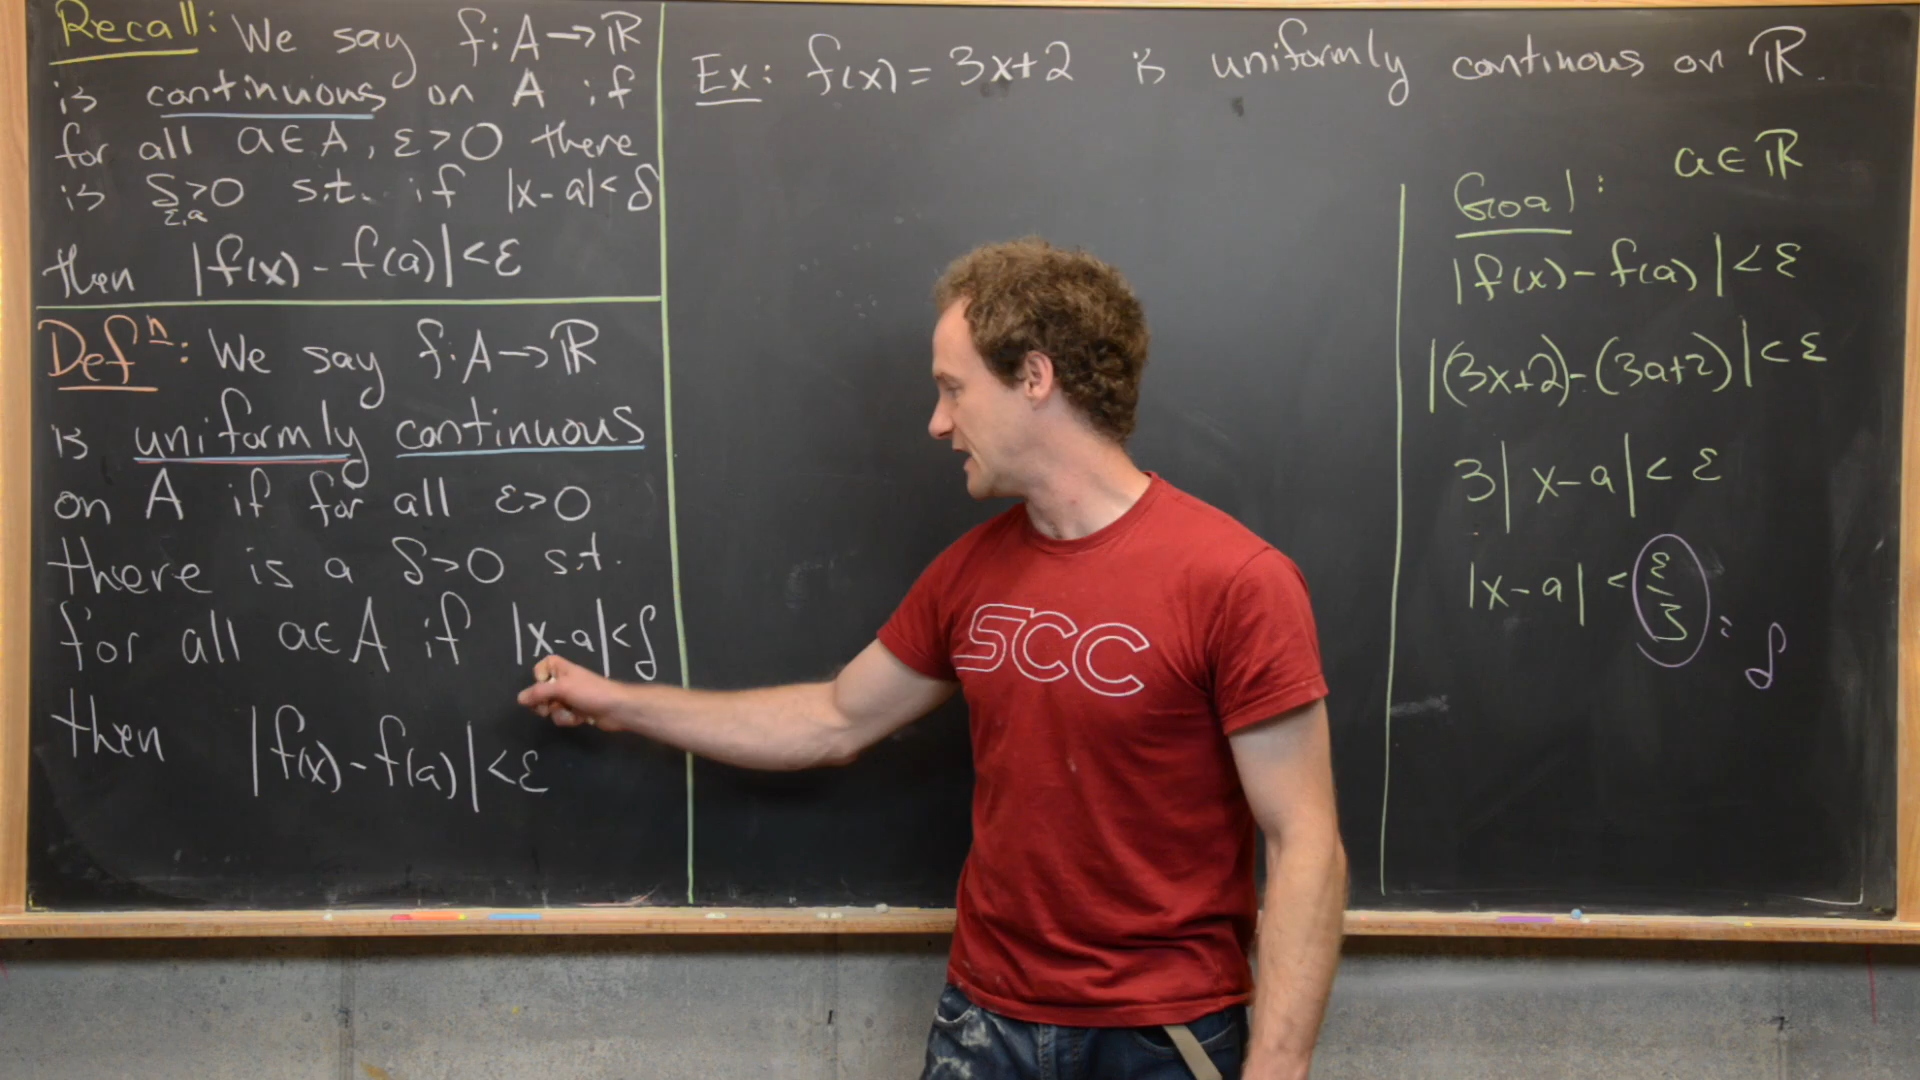 Recall: We say f: A → ℝ
is continuous on A if
for all a ∈ A, ε > 0 there
is δ > 0 s.t. if |x - a| < δ
ε,a
then |f(x) - f(a)| < ε
Defⁿ: We say f: A → ℝ
is uniformly continuous
on A if for all ε > 0
there is a δ > 0 s.t.
for all a ∈ A if |x - a| < δ
then |f(x) - f(a)| < ε
Ex: f(x) = 3x+2 is uniformly continous on ℝ.
Goal: a ∈ ℝ
|f(x) - f(a)| < ε
|(3x+2) - (3a+2)| < ε
3|x - a| < ε
|x - a| < ε/3 : δ
SCC